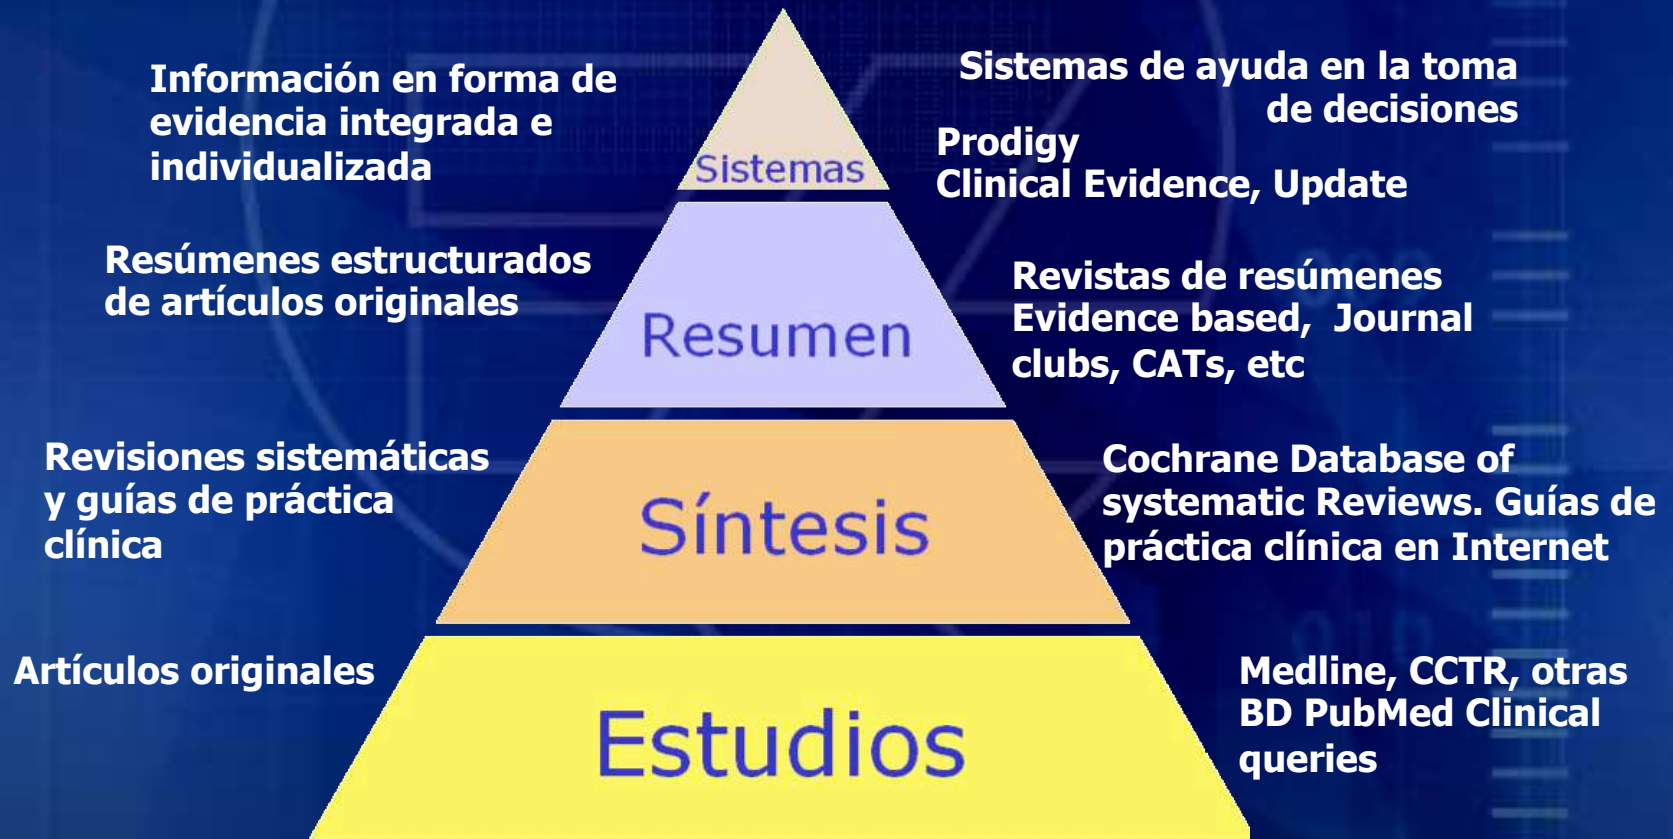 Información en forma de
evidencia integrada e
individualizada
Sistemas
Sistemas de ayuda en la toma
de decisiones
Prodigy
Clinical Evidence, Update
Resúmenes estructurados
de artículos originales
Resumen
Revistas de resúmenes
Evidence based, Journal
clubs, CATs, etc
Revisiones sistemáticas
y guías de práctica
clínica
Síntesis
Cochrane Database of
systematic Reviews. Guías de
práctica clínica en Internet
Artículos originales
Estudios
Medline, CCTR, otras
BD PubMed Clinical
queries